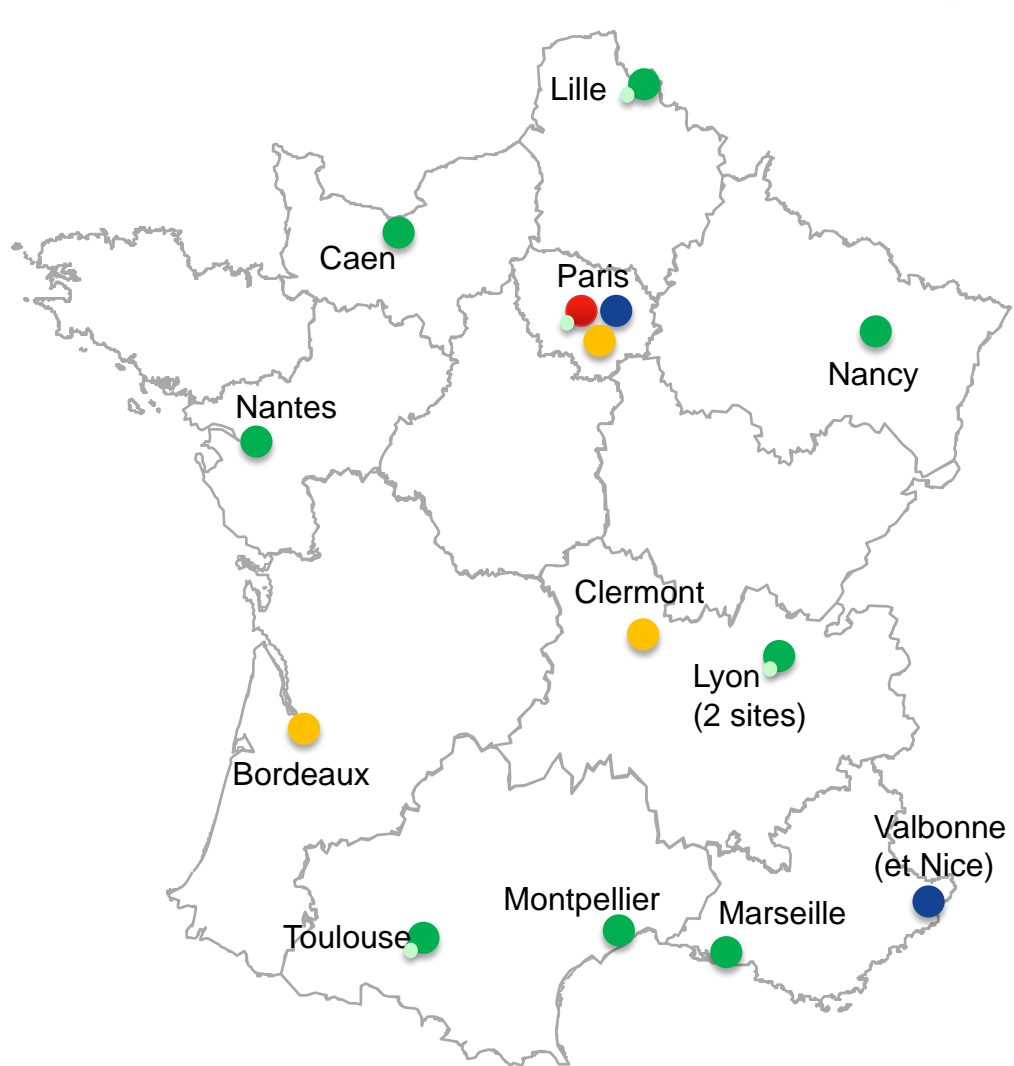 Lille
Caen
Paris
Nancy
Nantes
Clermont
Lyon
(2 sites)
Bordeaux
Valbonne
(et Nice)
Montpellier
Marseille
Toulouse